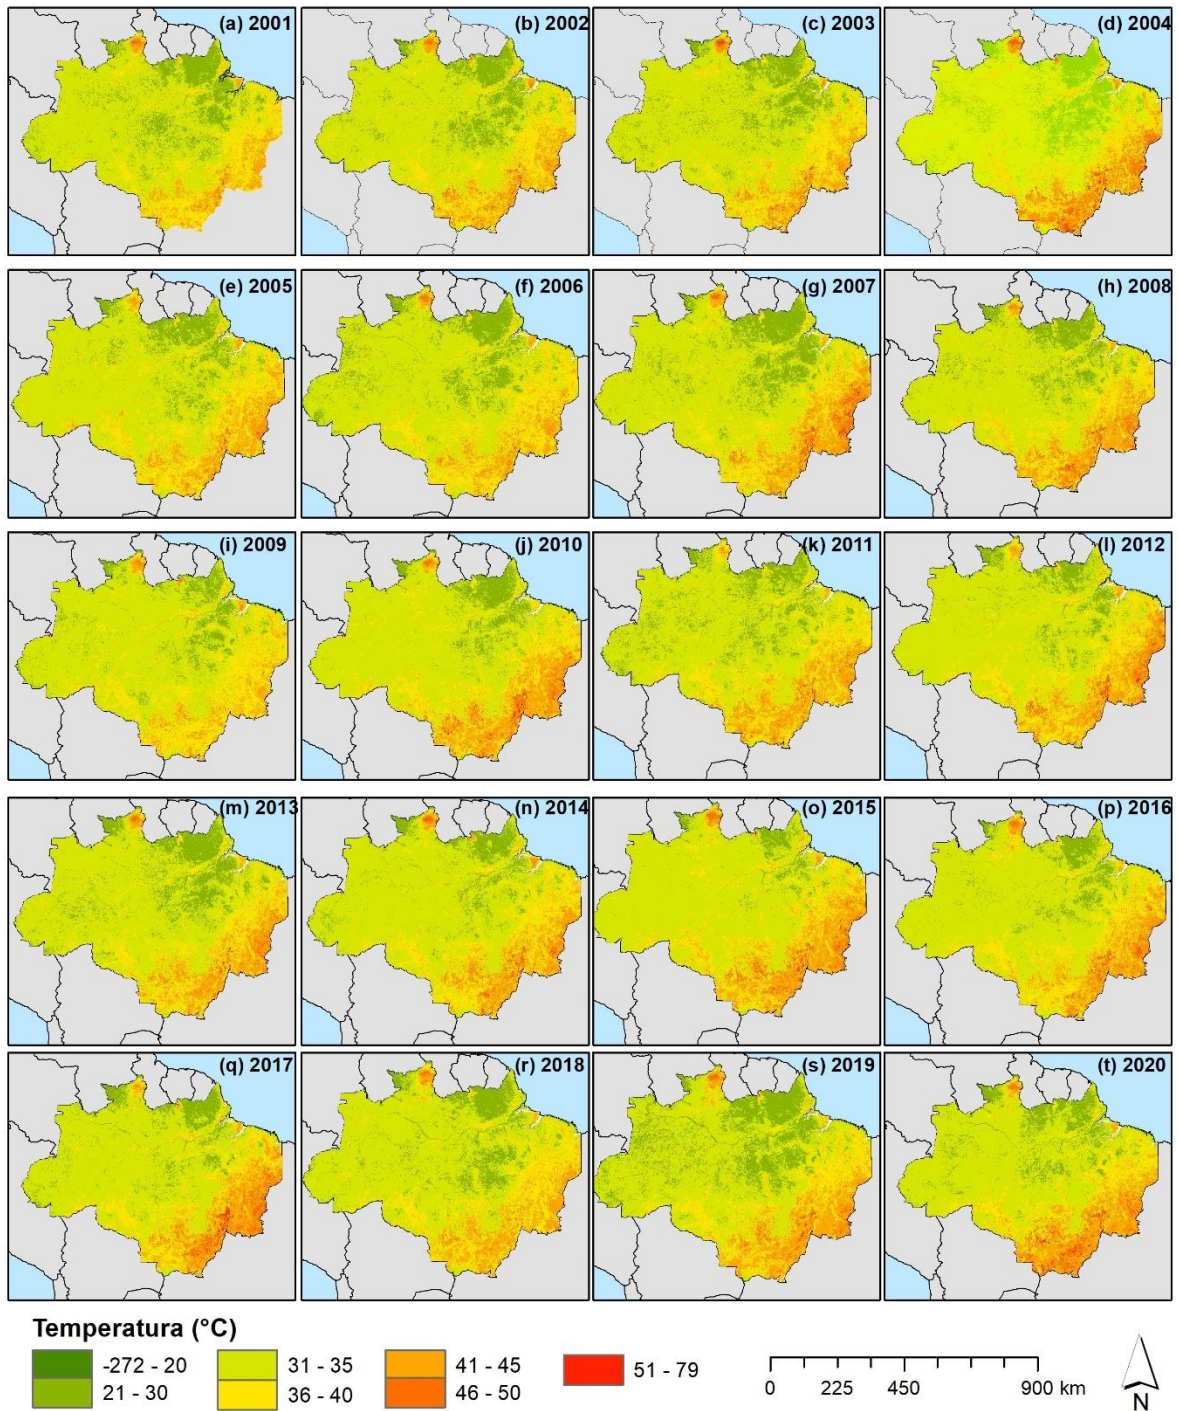 (a) 2001
(b) 2002
(c) 2003
(d) 2004
(e) 2005
(f) 2006
(g) 2007
(h) 2008
(i) 2009
(j) 2010
(k) 2011
(l) 2012
(m) 2013
(n) 2014
(o) 2015
(p) 2016
(q) 2017
(r) 2018
(s) 2019
(t) 2020
Temperatura (°C)
-272 - 20
21 - 30
31 - 35
36 - 40
41 - 45
46 - 50
51 - 79
0 225 450 900 km
N